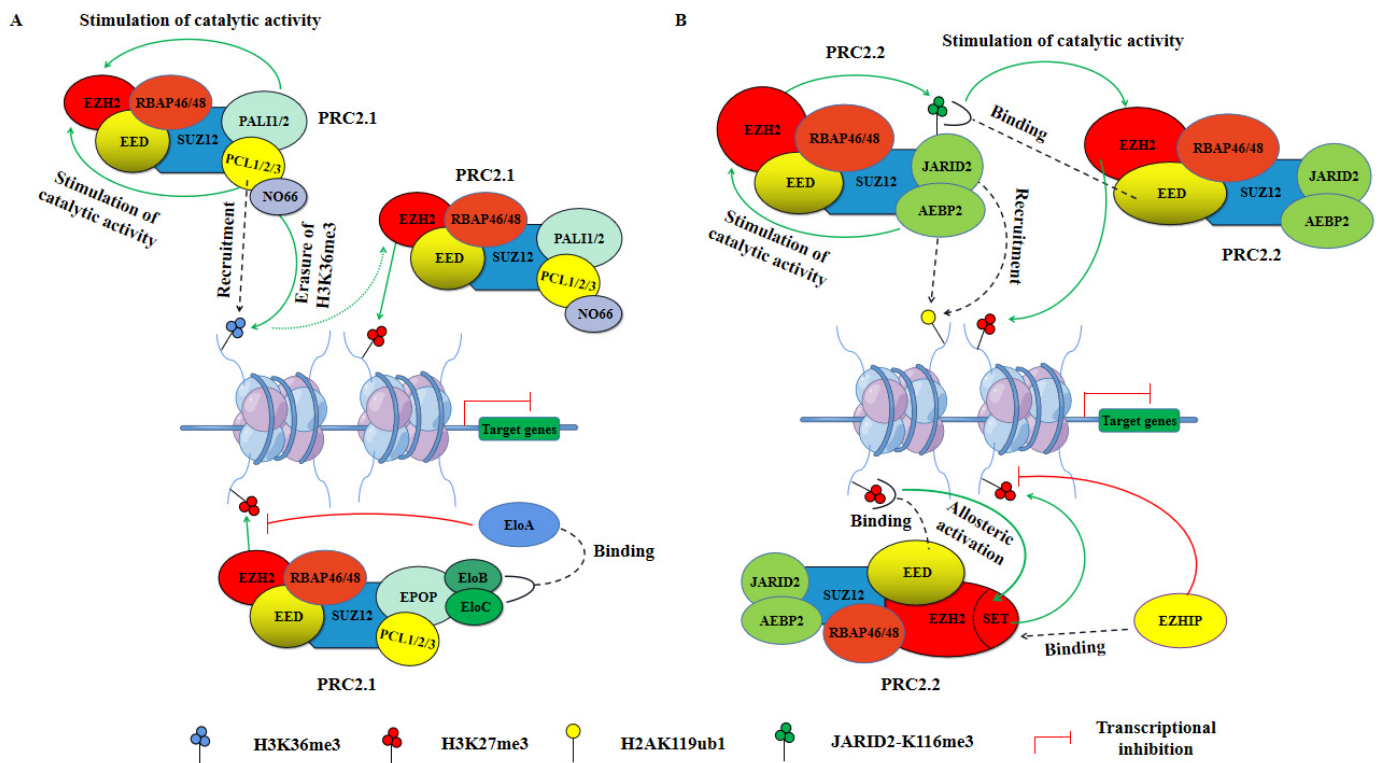 A
Stimulation of catalytic activity
EZH2
RBAP46/48
EED
SUZ12
PALI1/2
PCL1/2/3
NO66
PRC2.1
Stimulation of
catalytic activity
Recruitment
Erasure of
H3K36me3
PRC2.1
EZH2
RBAP46/48
EED
SUZ12
PALI1/2
PCL1/2/3
NO66
Target genes
EloA
Binding
EZH2
RBAP46/48
EED
SUZ12
EPOP
EloB
EloC
PCL1/2/3
PRC2.1
B
Stimulation of catalytic activity
PRC2.2
EZH2
RBAP46/48
EED
SUZ12
JARID2
AEBP2
Binding
Stimulation of
catalytic activity
Recruitment
EZH2
RBAP46/48
EED
SUZ12
JARID2
AEBP2
PRC2.2
Target genes
Binding
Allosteric
activation
EED
JARID2
SUZ12
AEBP2
RBAP46/48
EZH2
SET
EZHIP
Binding
PRC2.2
H3K36me3
H3K27me3
H2AK119ub1
JARID2-K116me3
Transcriptional
inhibition